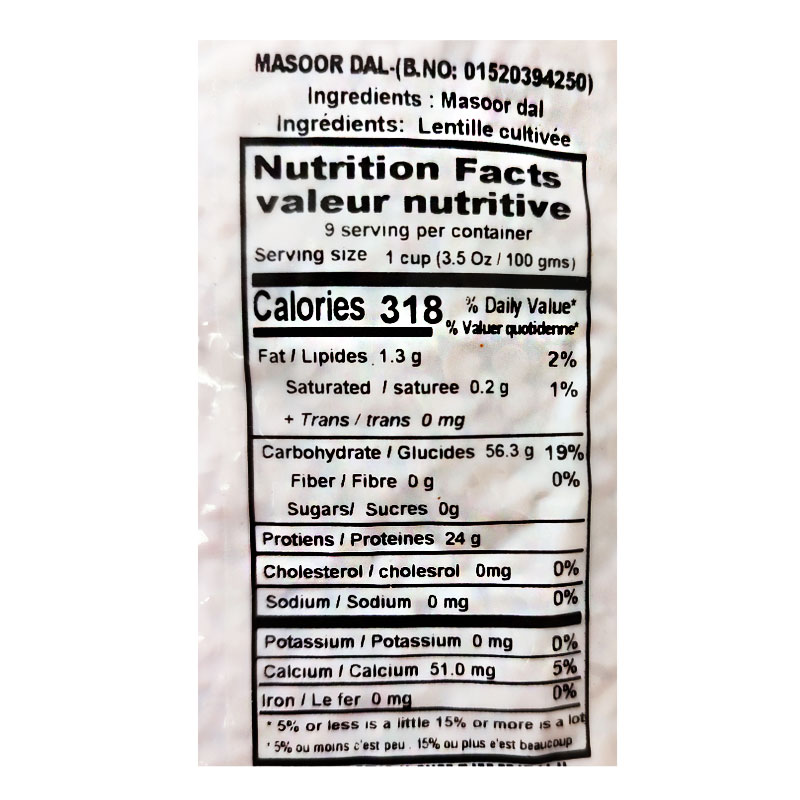 MASOOR DAL-(B.NO: 01520394250)
Ingredients : Masoor dal
Ingrédients: Lentille cultivée
Nutrition Facts
valeur nutritive
9 serving per container
Serving size 1 cup (3.5 Oz / 100 gms)
Calories 318 % Daily Value*
% Valuer quotidenne*
Fat / Lipides . 1.3 g 2%
Saturated / saturee 0.2 g 1%
+ Trans / trans 0 mg
Carbohydrate / Glucides 56.3 g 19%
Fiber / Fibre 0 g 0%
Sugars/ Sucres 0g
Protiens / Proteines 24 g
Cholesterol / cholesrol 0mg 0%
Sodium / Sodium 0 mg 0%
Potassium / Potassium 0 mg 0%
Calcium / Calcium 51.0 mg 5%
Iron / Le fer 0 mg 0%
* 5% or less is a little 15% or more is a lot
* 5% ou moins c'est peu . 15% ou plus e'est beaucoup